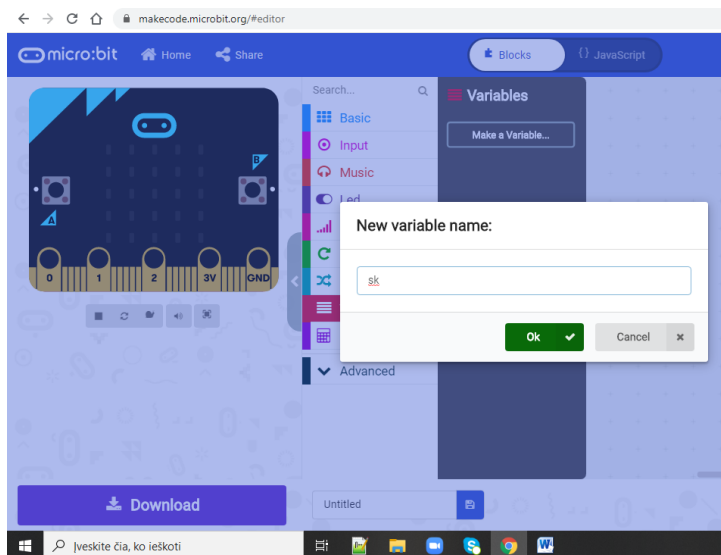 makecode.microbit.org/#editor
micro:bit Home Share Blocks {} JavaScript
Search...
Variables
Basic
Make a Variable...
Input
Music
Led
B
A
0 1 2 3V GND
New variable name:
sk
Ok Cancel
Advanced
Download
Untitled
Įveskite čia, ko ieškoti
W